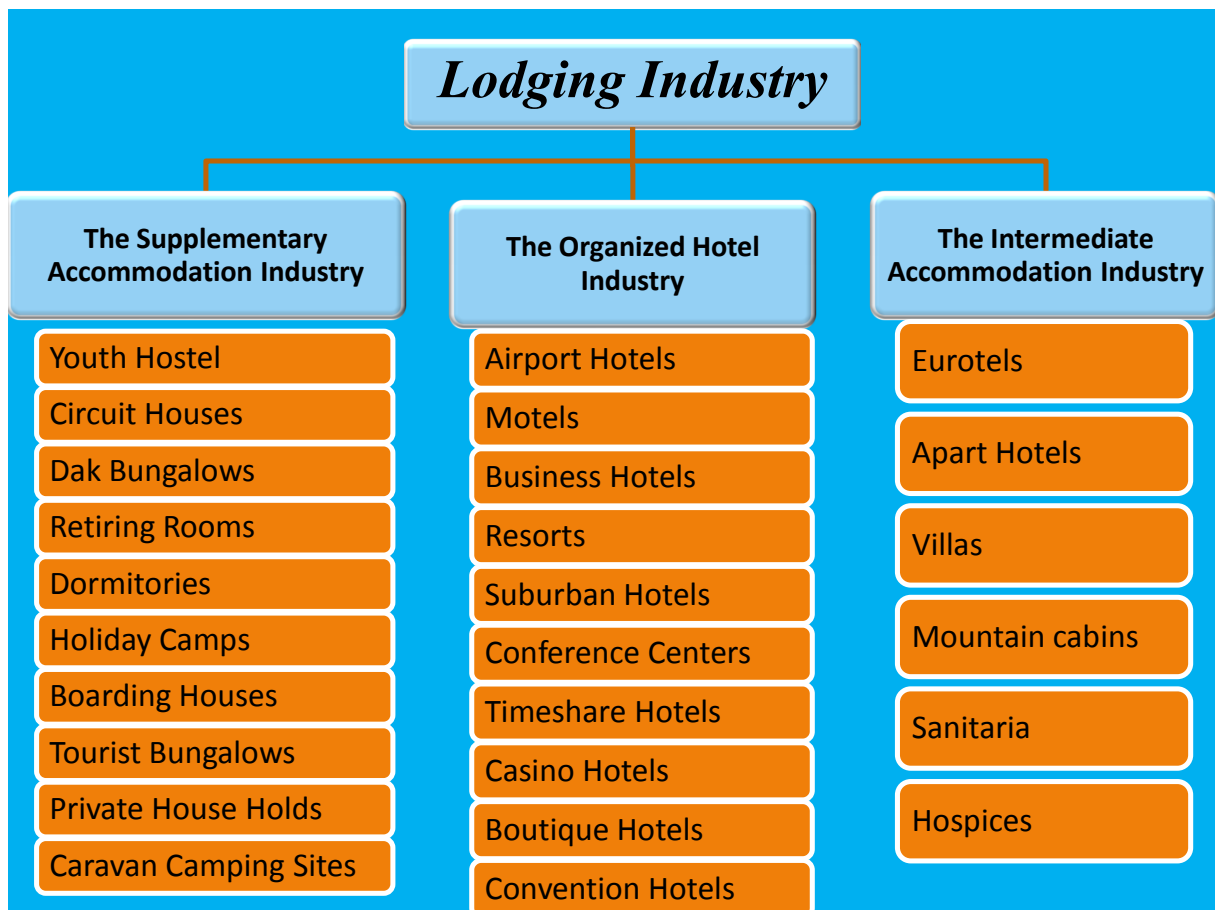 Lodging Industry
The Supplementary
Accommodation Industry
Youth Hostel
Circuit Houses
Dak Bungalows
Retiring Rooms
Dormitories
Holiday Camps
Boarding Houses
Tourist Bungalows
Private House Holds
Caravan Camping Sites
The Organized Hotel
Industry
Airport Hotels
Motels
Business Hotels
Resorts
Suburban Hotels
Conference Centers
Timeshare Hotels
Casino Hotels
Boutique Hotels
Convention Hotels
The Intermediate
Accommodation Industry
Eurotels
Apart Hotels
Villas
Mountain cabins
Sanitaria
Hospices